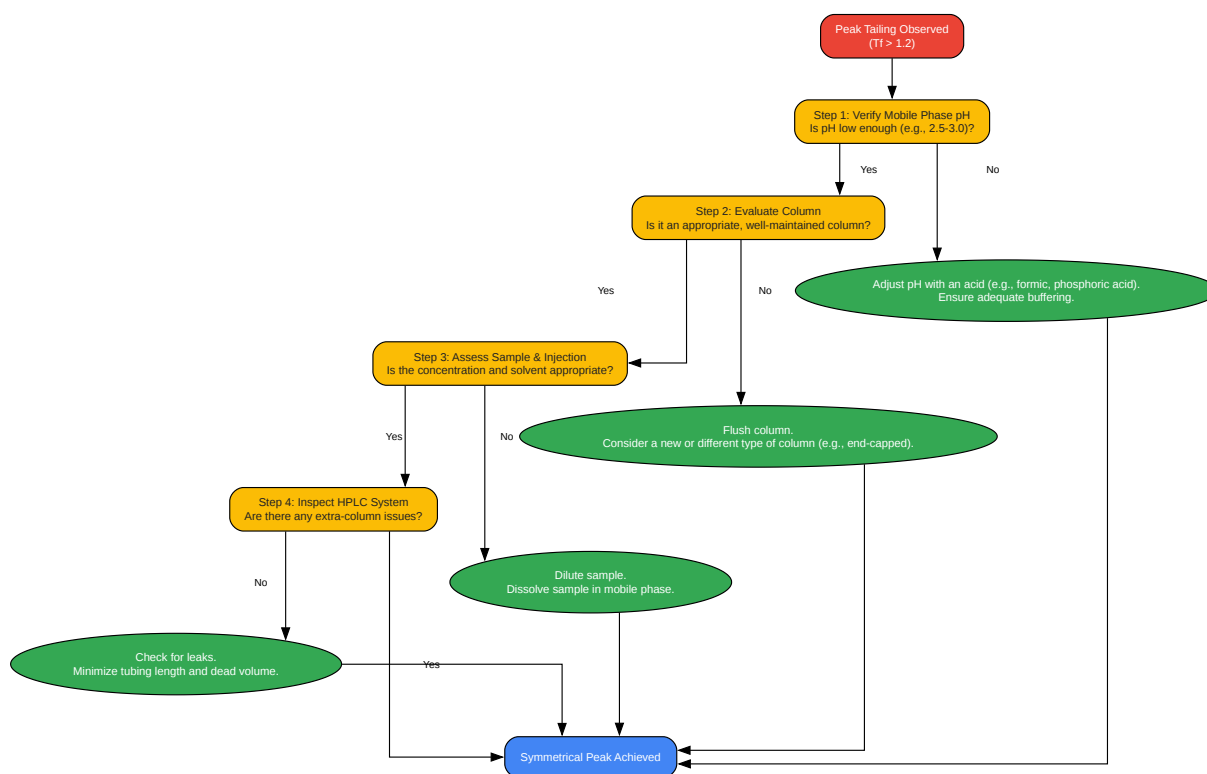 Peak Tailing Observed
(Tf > 1.2)
Step 1: Verify Mobile Phase pH
Is pH low enough (e.g., 2.5-3.0)?
Yes
No
Step 2: Evaluate Column
Is it an appropriate, well-maintained column?
Yes
No
Adjust pH with an acid (e.g., formic, phosphoric acid).
Ensure adequate buffering.
Step 3: Assess Sample & Injection
Is the concentration and solvent appropriate?
Yes
No
Flush column.
Consider a new or different type of column (e.g., end-capped).
Step 4: Inspect HPLC System
Are there any extra-column issues?
No
Dilute sample.
Dissolve sample in mobile phase.
Check for leaks.
Minimize tubing length and dead volume.
Yes
Symmetrical Peak Achieved